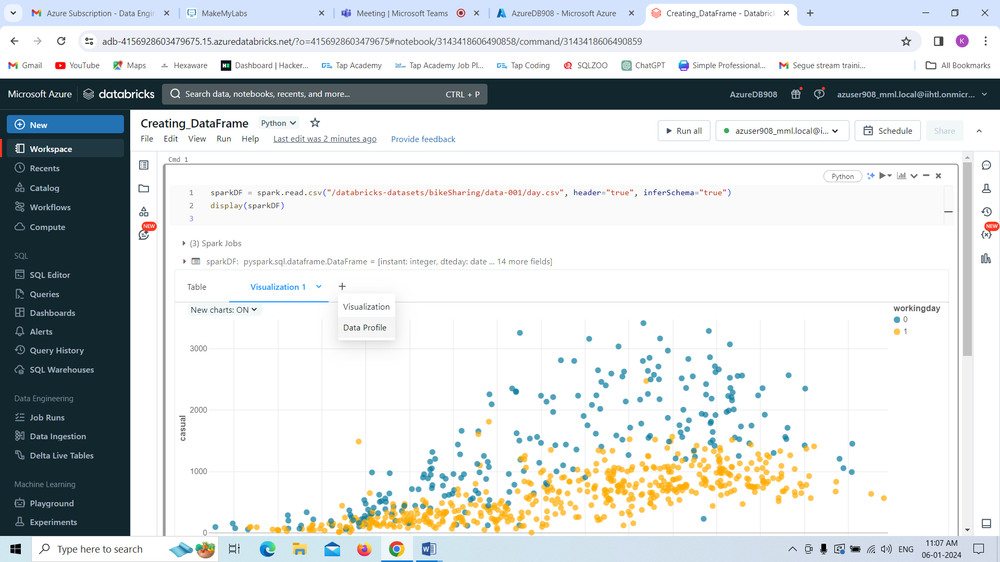 Azure Subscription - Data Engin
MakeMyLabs
Meeting | Microsoft Teams
AzureDB908 - Microsoft Azure
Creating_DataFrame - Databrick
adb-4156928603479675.15.azuredatabricks.net/?o=4156928603479675#notebook/3143418606490858/command/3143418606490859
K
Gmail
YouTube
Maps
Hexaware
Dashboard | Hacker...
Tap Academy
Tap Academy Job Pl...
Tap Coding
SQLZOO
ChatGPT
Simple Professional...
Segue stream traini...
All Bookmarks
Microsoft Azure
databricks
Search data, notebooks, recents, and more...
CTRL + P
AzureDB908
azuser908_mml.local@iihtl.onmicr...
New
Workspace
Recents
Catalog
Workflows
Compute
SQL
SQL Editor
Queries
Dashboards
Alerts
Query History
SQL Warehouses
Data Engineering
Job Runs
Data Ingestion
Delta Live Tables
Machine Learning
Playground
Experiments
Creating_DataFrame
Python
File
Edit
View
Run
Help
Last edit was 2 minutes ago
Provide feedback
Run all
azuser908_mml.local@i...
Schedule
Share
NEW
NEW
Cmd 1
Python
1 sparkDF = spark.read.csv("/databricks-datasets/bikeSharing/data-001/day.csv", header="true", inferSchema="true")
2 display(sparkDF)
3
(3) Spark Jobs
sparkDF: pyspark.sql.dataframe.DataFrame = [instant: integer, dteday: date ... 14 more fields]
Table
Visualization 1
Visualization
Data Profile
New charts: ON
workingday
0
1
3000
2000
1000
0
casual
Type here to search
ENG
11:07 AM
06-01-2024